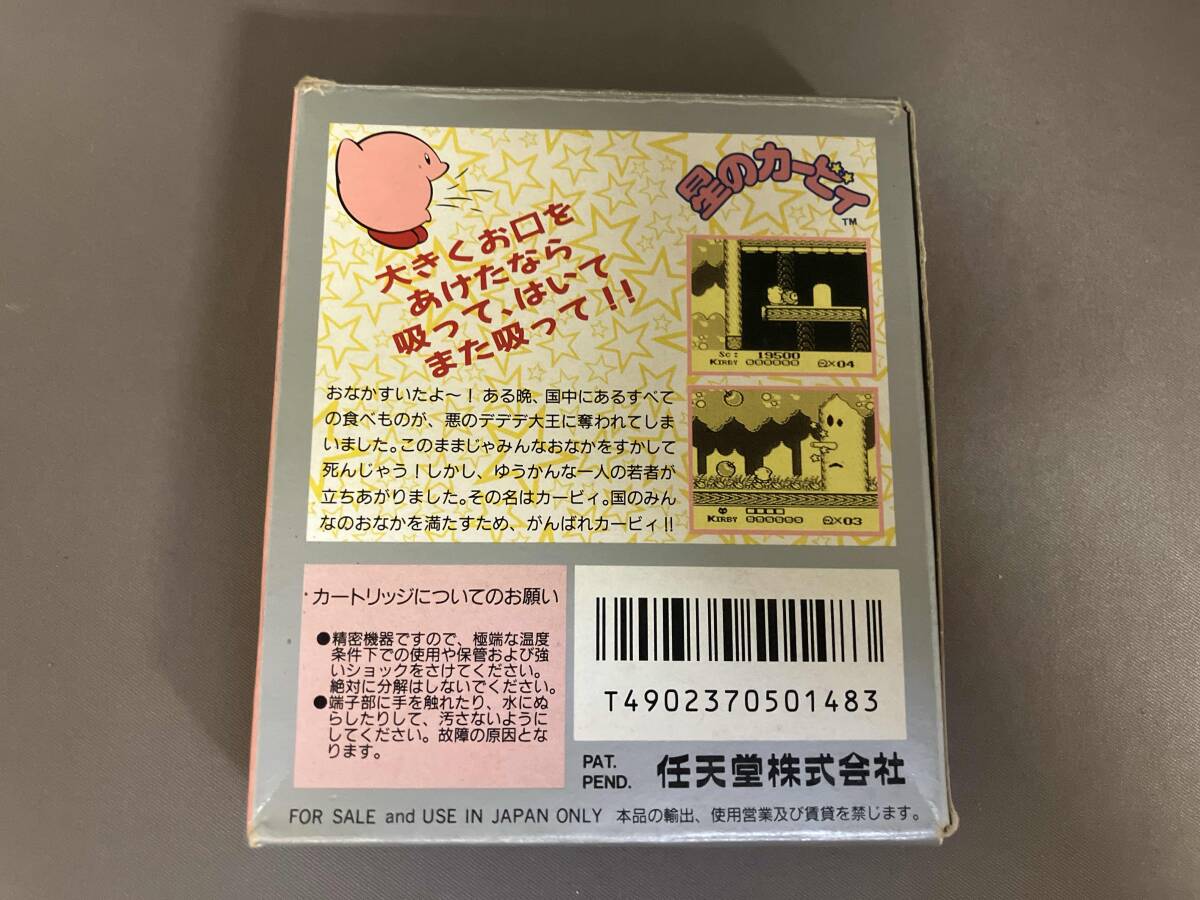 星のカービィ
TM
大きくお口を
あけたなら
吸って、はいて
また吸って!!
Sc: 19500
KIRBY 000000 ×04
KIRBY 000000 ×03
おなかすいたよ〜！ある晩、国中にあるすべて
の食べものが、悪のデデデ大王に奪われてしま
いました。このままじゃみんなおなかをすかして
死んじゃう！しかし、ゆうかんな一人の若者が
立ちあがりました。その名はカービィ。国のみん
なのおなかを満たすため、がんばれカービィ!!
カートリッジについてのお願い
●精密機器ですので、極端な温度
条件下での使用や保管および強
いショックをさけてください。
絶対に分解はしないでください。
●端子部に手を触れたり、水にぬ
らしたりして、汚さないように
してください。故障の原因とな
ります。
T4902370501483
PAT.
PEND.
任天堂株式会社
FOR SALE and USE IN JAPAN ONLY 本品の輸出、使用営業及び賃貸を禁じます。